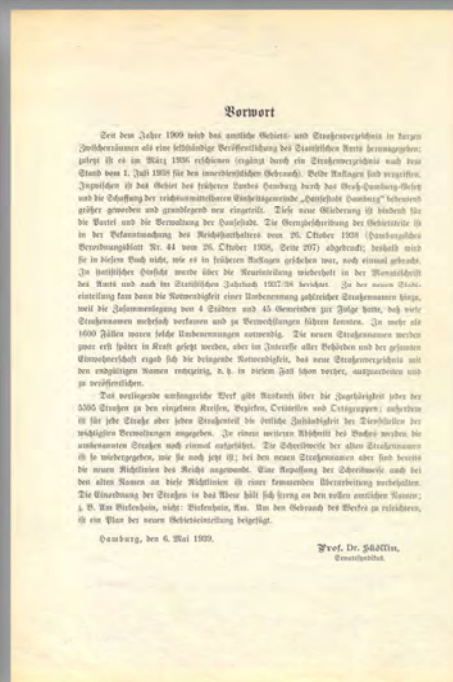 Vorwort
Seit dem Jahre 1909 wird das amtliche Gebiets- und Straßenverzeichnis in kurzen
Zwischenräumen als eine selbständige Veröffentlichung des Statistischen Amts herausgegeben;
zuletzt ist es im März 1936 erschienen (ergänzt durch ein Straßenverzeichnis nach dem
Stand vom 1. Juli 1938 für den innerdienstlichen Gebrauch). Beide Auflagen sind vergriffen.
Inzwischen ist das Gebiet des früheren Landes Hamburg durch das Groß-Hamburg-Gesetz
und die Schaffung der reichsunmittelbaren Einheitsgemeinde „Hansestadt Hamburg“ bedeutend
größer geworden und grundlegend neu eingeteilt. Diese neue Gliederung ist bindend für
die Partei und die Verwaltung der Hansestadt. Die Grenzbeschreibung der Gebietsteile ist
in der Bekanntmachung des Reichsstatthalters vom 26. Oktober 1938 (Hamburgisches
Verordnungsblatt Nr. 44 vom 26. Oktober 1938, Seite 207) abgedruckt; deshalb wird
sie in diesem Buch nicht, wie es in früheren Auflagen geschehen war, noch einmal gebracht.
In statistischer Hinsicht wurde über die Neueinteilung wiederholt in der Monatsschrift
des Amts und auch im Statistischen Jahrbuch 1937/38 berichtet. Zu der neuen Stadt-
einteilung kam dann die Notwendigkeit einer Umbenennung zahlreicher Straßennamen hinzu,
weil die Zusammenlegung von 4 Städten und 45 Gemeinden zur Folge hatte, daß viele
Straßennamen mehrfach vorkamen und zu Verwechslungen führen konnten. In mehr als
1600 Fällen waren solche Umbenennungen notwendig. Die neuen Straßennamen werden
zwar erst später in Kraft gesetzt werden, aber im Interesse aller Behörden und der gesamten
Einwohnerschaft ergab sich die dringende Notwendigkeit, das neue Straßenverzeichnis mit
den endgültigen Namen rechtzeitig, d. h. in diesem Fall schon vorher, auszuarbeiten und
zu veröffentlichen.
Das vorliegende umfangreiche Werk gibt Auskunft über die Zugehörigkeit jeder der
5595 Straßen zu den einzelnen Kreisen, Bezirken, Ortsteilen und Ortsgruppen; außerdem
ist für jede Straße oder jeden Straßenteil die örtliche Zuständigkeit der Dienststellen der
wichtigsten Verwaltungen angegeben. In einem weiteren Abschnitt des Buches werden die
umbenannten Straßen noch einmal aufgeführt. Die Schreibweise der alten Straßennamen
ist so wiedergegeben, wie sie noch jetzt ist; bei den neuen Straßennamen aber sind bereits
die neuen Richtlinien des Reichs angewandt. Eine Anpassung der Schreibweise auch bei
den alten Namen an diese Richtlinien ist einer kommenden Überarbeitung vorbehalten.
Die Einordnung der Straßen in das Abece hält sich streng an den vollen amtlichen Namen;
z. B. Am Birkenhain, nicht: Birkenhain, Am. Um den Gebrauch des Werkes zu erleichtern,
ist ein Plan der neuen Gebietseinteilung beigefügt.
Hamburg, den 6. Mai 1939.
Prof. Dr. Sköllin,
Senatssyndikus.